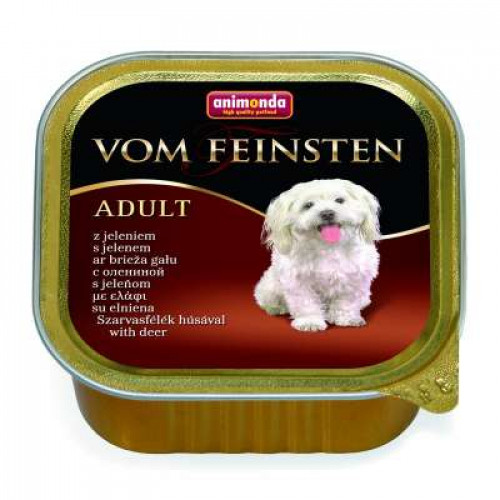 animonda
high quality petfood
VOM FEINSTEN
ADULT
z jeleniem
s jelenem
ar brieža gaļu
с олениной
s jeleňom
με ελάφι
su elniena
Szarvasfélék húsával
with deer